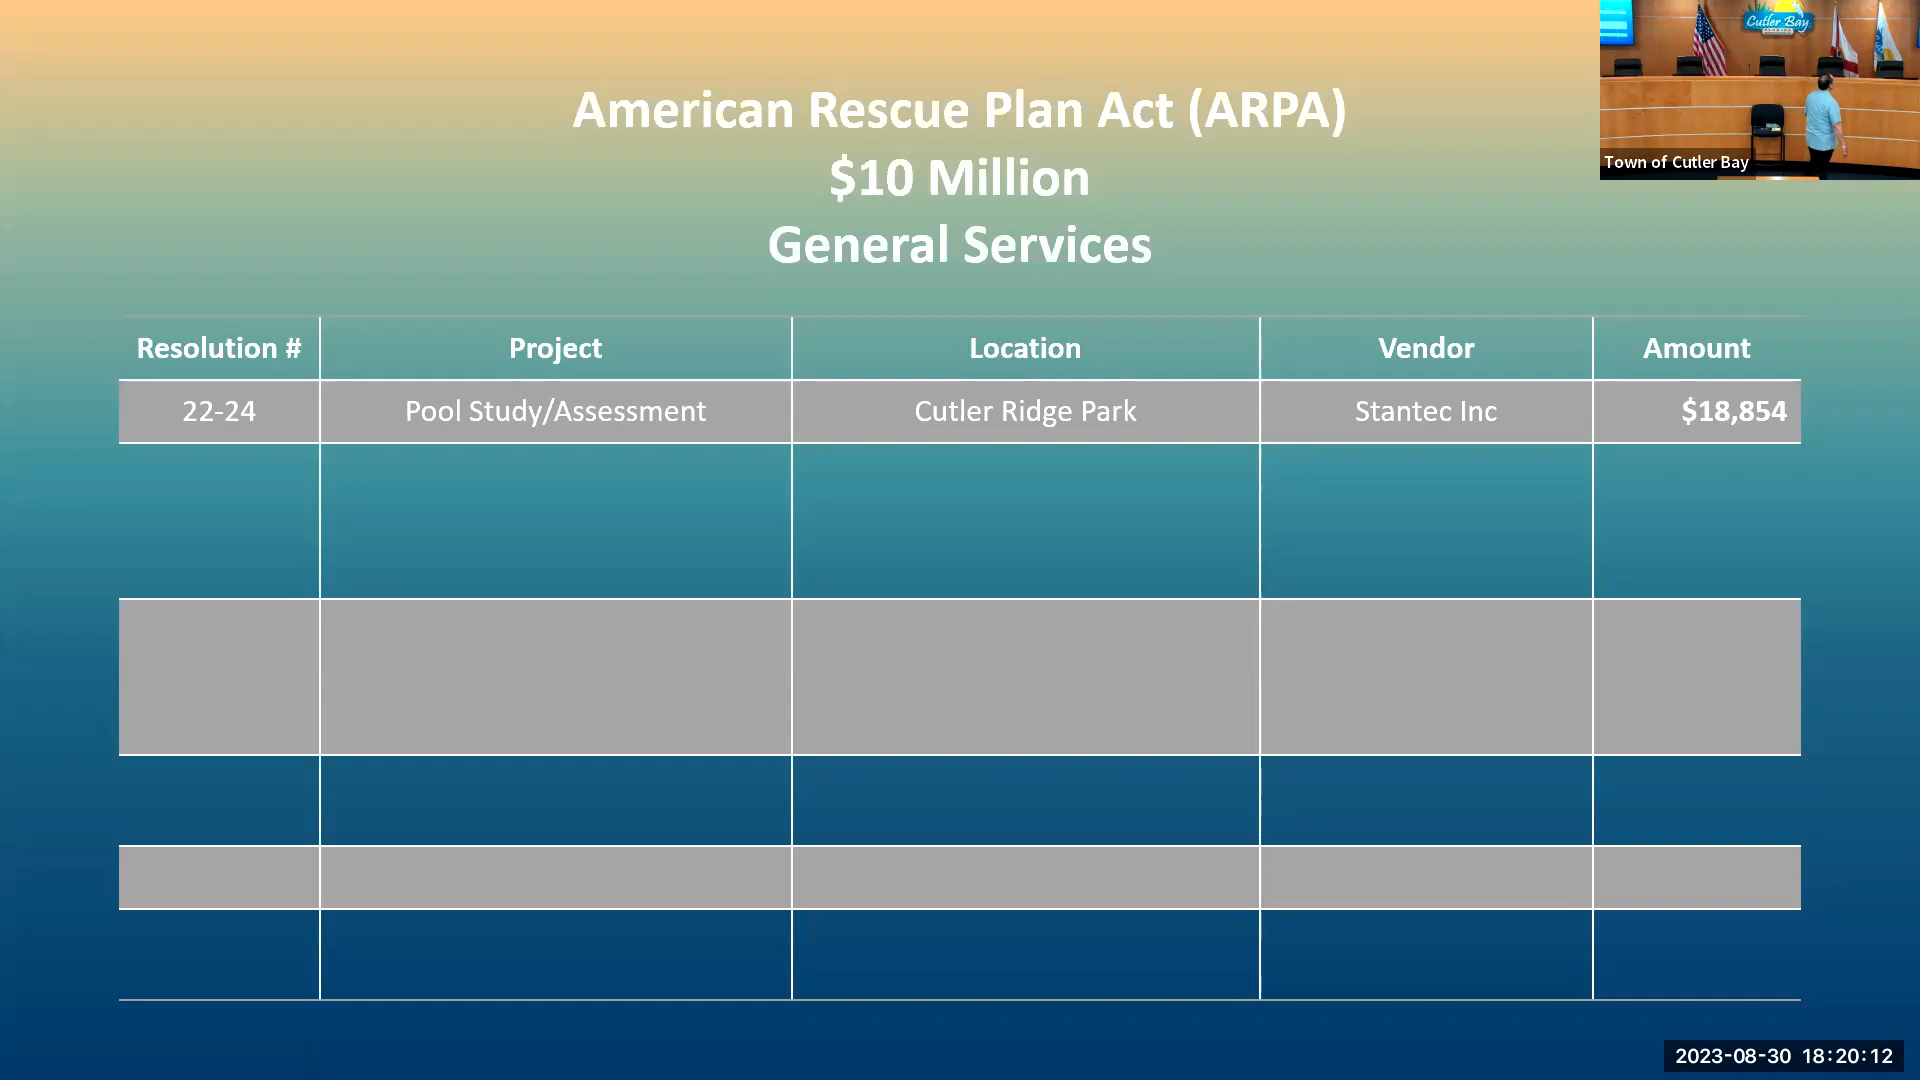 American Rescue Plan Act (ARPA)
$10 Million
General Services
Cutler Bay
Town of Cutler Bay
Resolution # Project Location Vendor Amount
22-24 Pool Study/Assessment Cutler Ridge Park Stantec Inc $18,854
2023-08-30 18:20:12